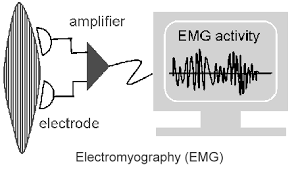 amplifier
EMG activity
electrode
Electromyography (EMG)